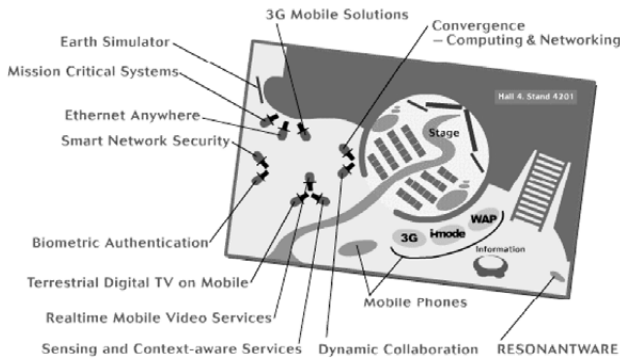 3G Mobile Solutions
Convergence
– Computing & Networking
Earth Simulator
Mission Critical Systems
Ethernet Anywhere
Smart Network Security
Hall 4. Stand 4201
Stage
WAP
i-mode
3G
Information
Biometric Authentication
Terrestrial Digital TV on Mobile
Mobile Phones
Realtime Mobile Video Services
Sensing and Context-aware Services
Dynamic Collaboration
RESONANTWARE